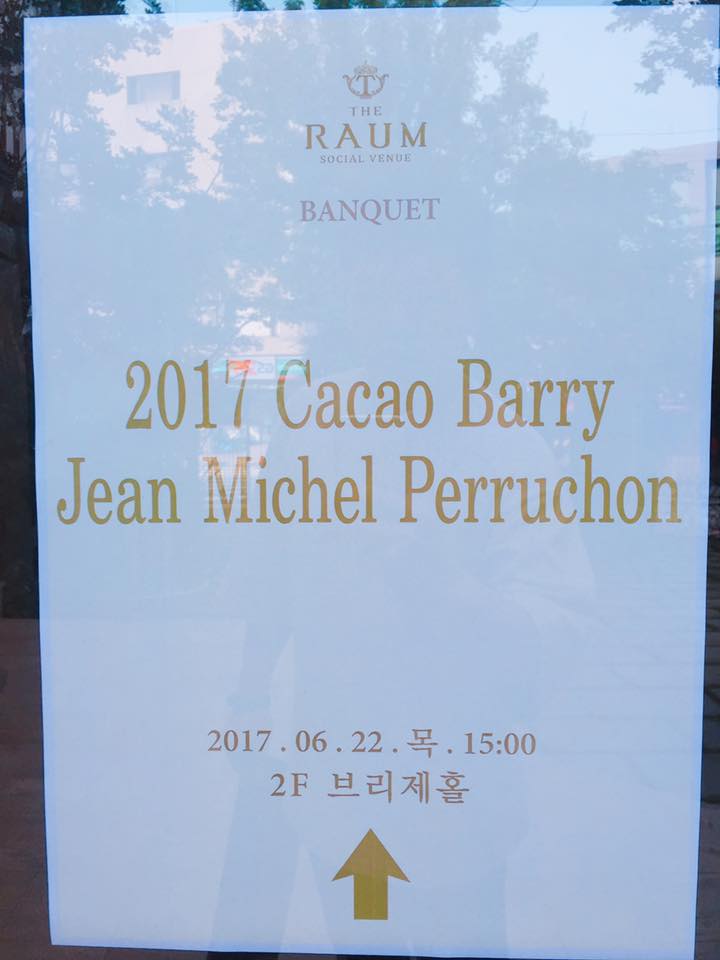 THE
RAUM
SOCIAL VENUE
BANQUET
2017 Cacao Barry
Jean Michel Perruchon
2017 . 06 . 22 . 목 . 15:00
2F 브리제홀